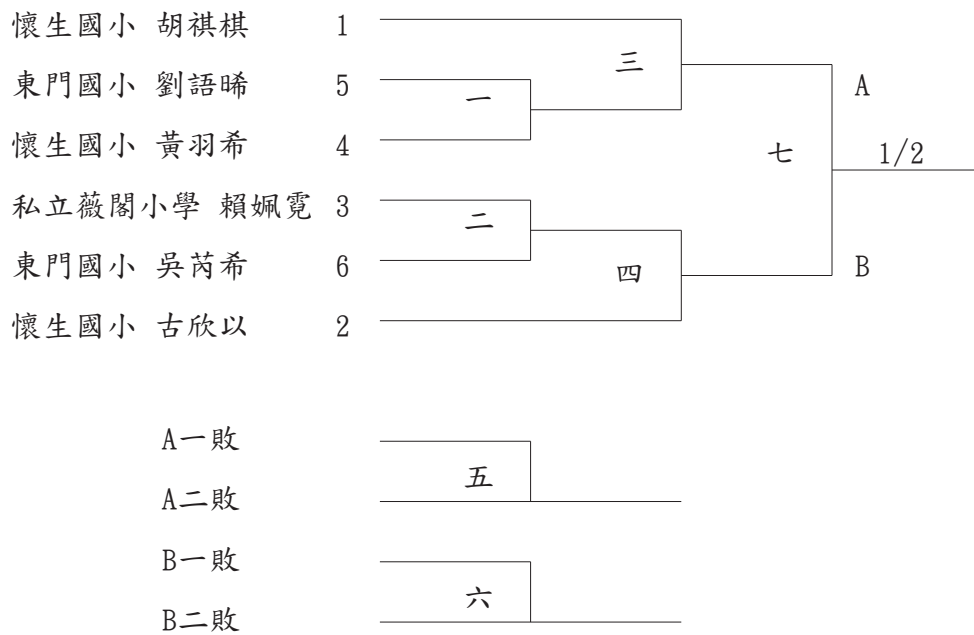 懷生國小 胡祺棋 1
三
東門國小 劉語晞 5
一
A
懷生國小 黃羽希 4
七
1/2
私立薇閣小學 賴姵霓 3
二
東門國小 吳芮希 6
四
B
懷生國小 古欣以 2
A一敗
五
A二敗
B一敗
六
B二敗